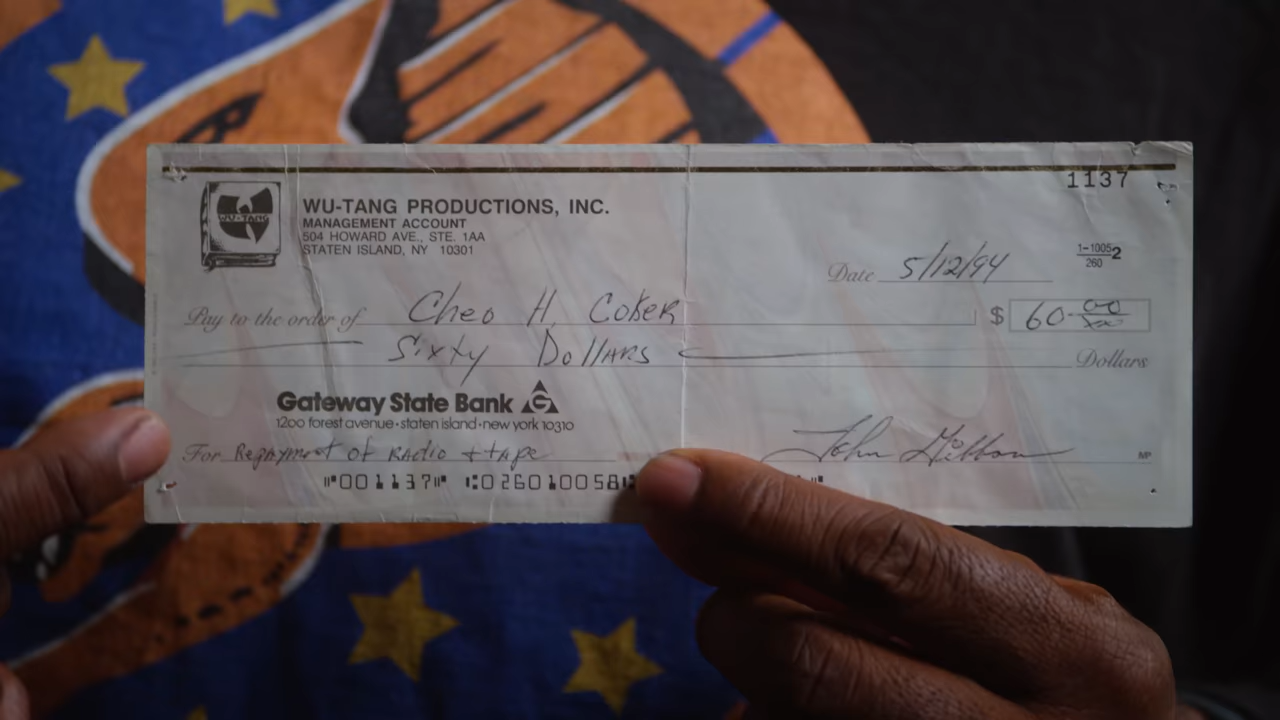 1137
WU-TANG
WU-TANG PRODUCTIONS, INC.
MANAGEMENT ACCOUNT
504 HOWARD AVE., STE. 1AA
STATEN ISLAND, NY 10301
1-1005 2
260
Date 5/12/94
Pay to the order of Cheo H. Coker $ 60 00
Sixty Dollars Dollars
Gateway State Bank
1200 forest avenue • staten island • new york 10310
For Repayment of Radio & tape John Gibbons
MP
⑈001137⑈ ⑆026010058⑆